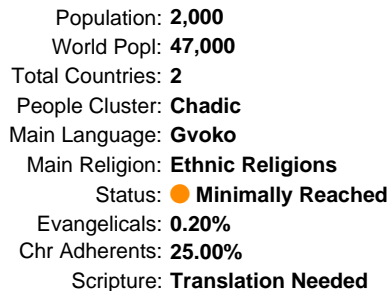 Population: 2,000
World Popl: 47,000
Total Countries: 2
People Cluster: Chadic
Main Language: Gvoko
Main Religion: Ethnic Religions
Status: Minimally Reached
Evangelicals: 0.20%
Chr Adherents: 25.00%
Scripture: Translation Needed